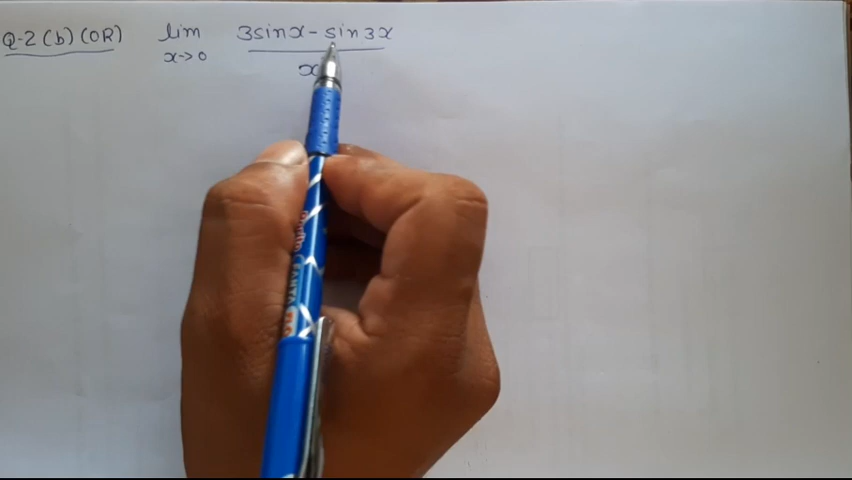 Q-2 (b) (OR) lim 3sinx - sin3x
x→0 x